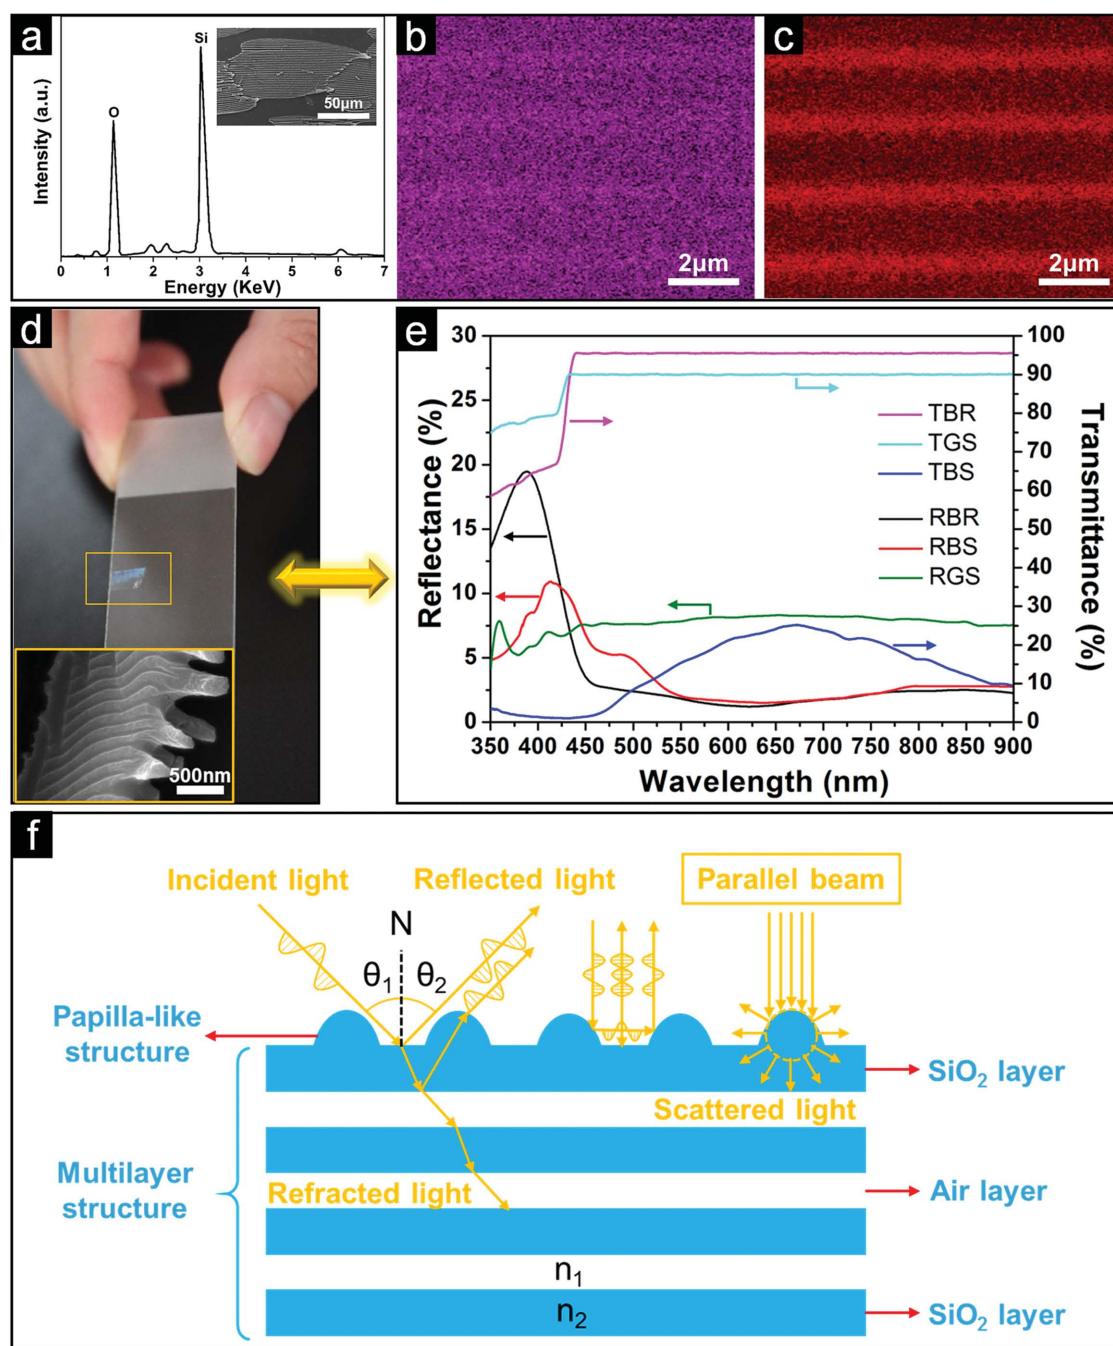 a
Intensity (a.u.)
O
Si
50μm
0 1 2 3 4 5 6 7
Energy (KeV)
b
2μm
c
2μm
d
500nm
e
Reflectance (%)
30
25
20
15
10
5
0
100
90
80
70
60
50
40
30
20
10
0
Transmittance (%)
TBR
TGS
TBS
RBR
RBS
RGS
350 400 450 500 550 600 650 700 750 800 850 900
Wavelength (nm)
f
Incident light
Reflected light
Parallel beam
N
θ1 θ2
Papilla-like
structure
SiO2 layer
Scattered light
Multilayer
structure
Refracted light
Air layer
n1
n2
SiO2 layer